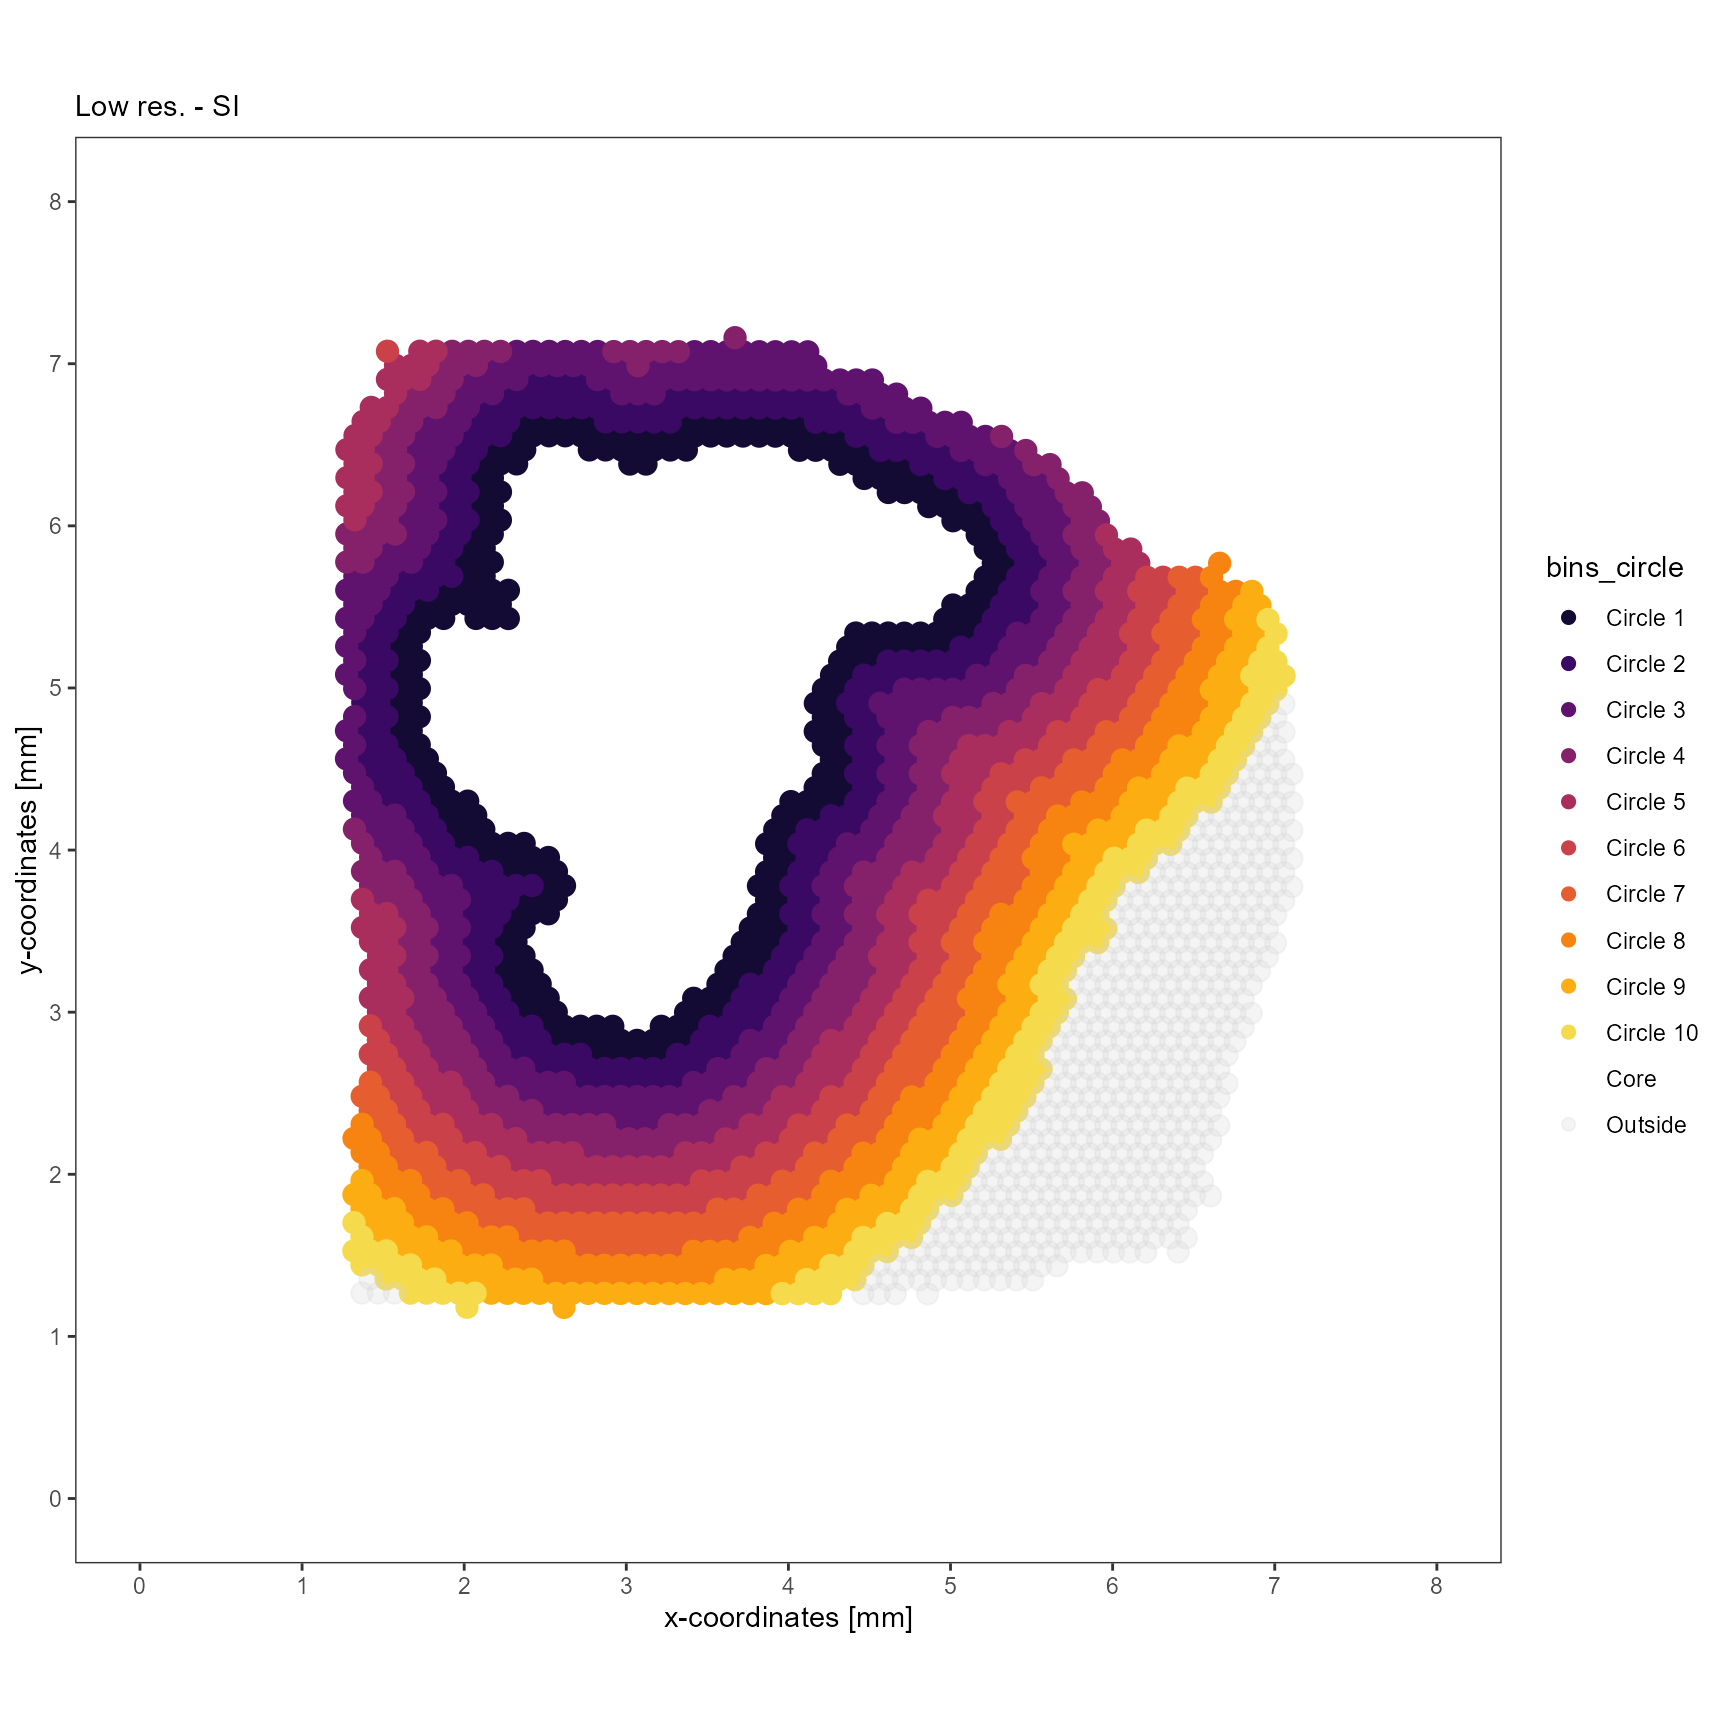 Low res. - SI
8
7
6
5
4
3
2
1
0
y-coordinates [mm]
0 1 2 3 4 5 6 7 8
x-coordinates [mm]
bins_circle
Circle 1
Circle 2
Circle 3
Circle 4
Circle 5
Circle 6
Circle 7
Circle 8
Circle 9
Circle 10
Core
Outside